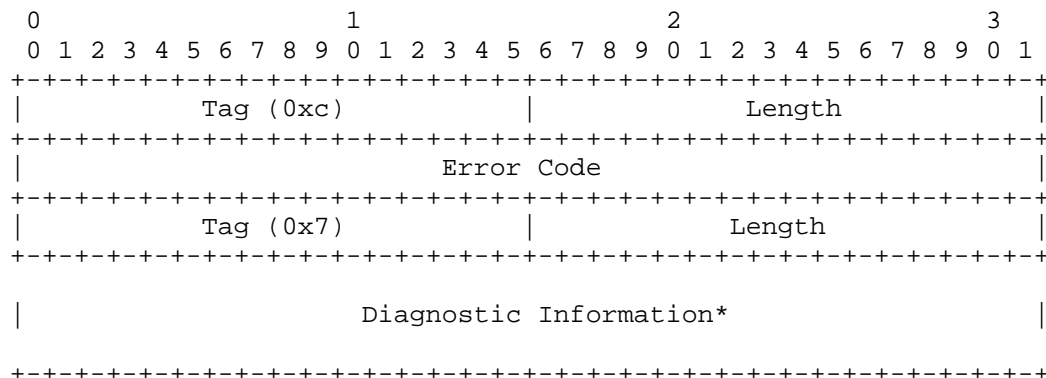 0                   1                   2                   3
 0 1 2 3 4 5 6 7 8 9 0 1 2 3 4 5 6 7 8 9 0 1 2 3 4 5 6 7 8 9 0 1
+-+-+-+-+-+-+-+-+-+-+-+-+-+-+-+-+-+-+-+-+-+-+-+-+-+-+-+-+-+-+-+-+
|           Tag (0xc)           |             Length            |
+-+-+-+-+-+-+-+-+-+-+-+-+-+-+-+-+-+-+-+-+-+-+-+-+-+-+-+-+-+-+-+-+
|                          Error Code                           |
+-+-+-+-+-+-+-+-+-+-+-+-+-+-+-+-+-+-+-+-+-+-+-+-+-+-+-+-+-+-+-+-+
|           Tag (0x7)           |            Length             |
+-+-+-+-+-+-+-+-+-+-+-+-+-+-+-+-+-+-+-+-+-+-+-+-+-+-+-+-+-+-+-+-+
|                     Diagnostic Information*                   |
+-+-+-+-+-+-+-+-+-+-+-+-+-+-+-+-+-+-+-+-+-+-+-+-+-+-+-+-+-+-+-+-+